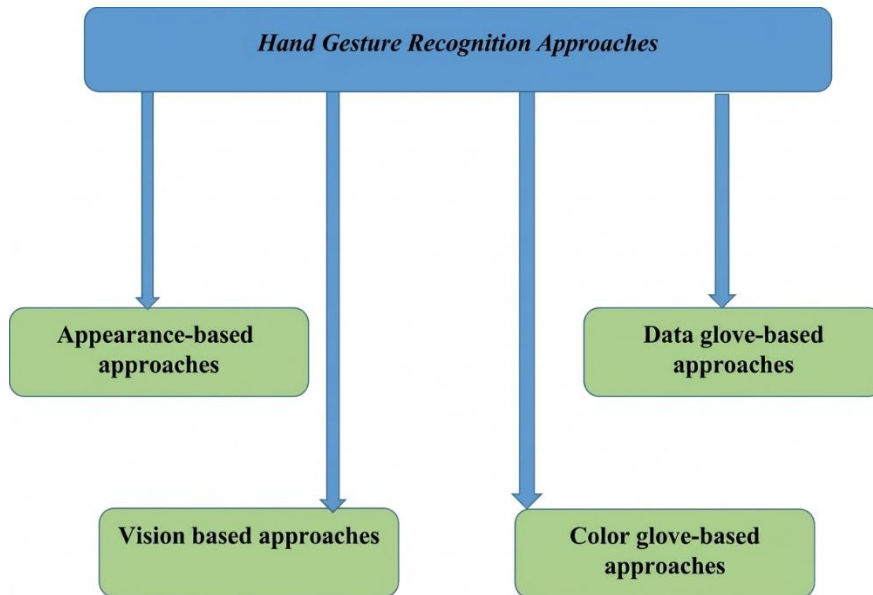 Hand Gesture Recognition Approaches
Appearance-based
approaches
Data glove-based
approaches
Vision based approaches
Color glove-based
approaches